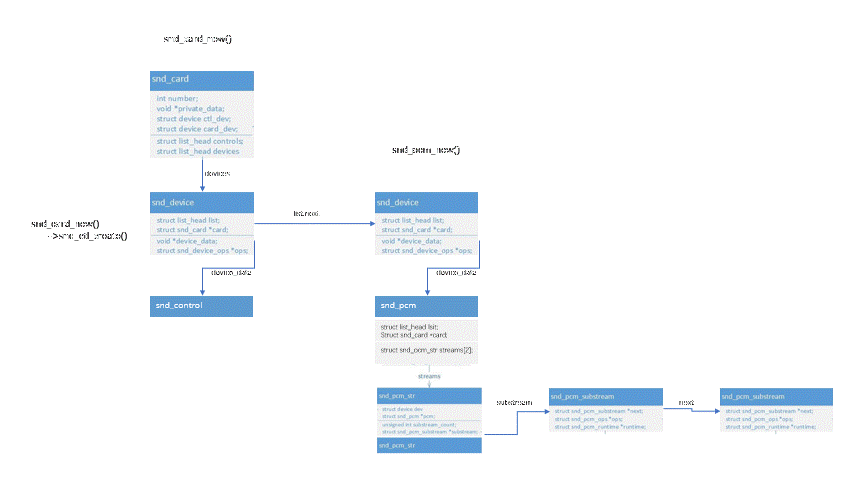 snd_card_new()
snd_card
int number;
void *private_data;
struct device ctl_dev;
struct device card_dev;
struct list_head controls;
struct list_head devices
snd_pcm_new()
devices
snd_device
struct list_head list;
struct snd_card *card;
void *device_data;
struct snd_device_ops *ops;
list.next
snd_device
struct list_head list;
struct snd_card *card;
void *device_data;
struct snd_device_ops *ops;
snd_card_new()
-->snd_ctl_create()
device_data
device_data
snd_control
snd_pcm
struct list_head lsit;
Struct snd_card *card;
struct snd_pcm_str streams[2];
streams
snd_pcm_str
struct device dev
struct snd_pcm *pcm;
unsigned int substream_count;
struct snd_pcm_substream *substream;
snd_pcm_str
substream
snd_pcm_substream
struct snd_pcm_substream *next;
struct snd_pcm_ops *ops;
struct snd_pcm_runtime *runtime;
next
snd_pcm_substream
struct snd_pcm_substream *next;
struct snd_pcm_ops *ops;
struct snd_pcm_runtime *runtime;